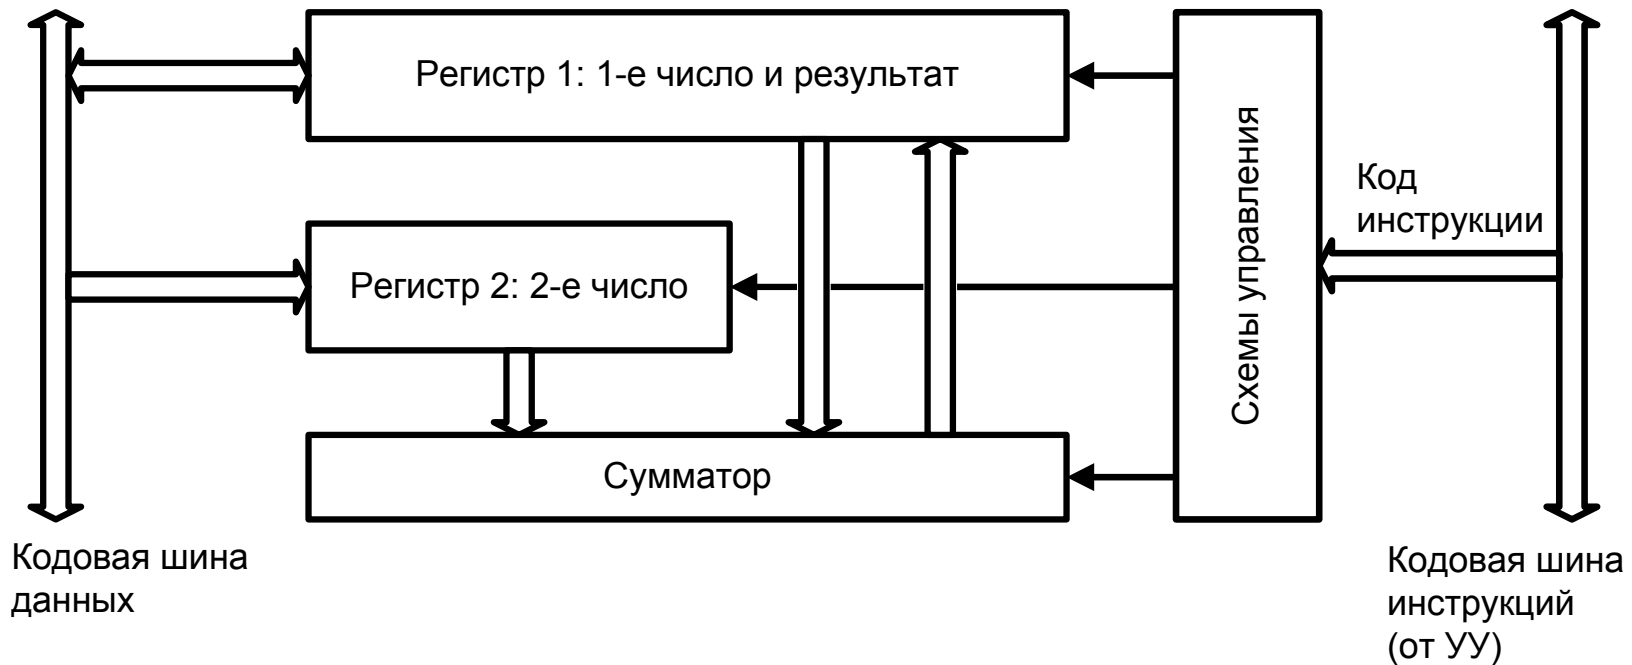 Регистр 1: 1-е число и результат
Схемы управления
Код
инструкции
Регистр 2: 2-е число
Сумматор
Кодовая шина
данных
Кодовая шина
инструкций
(от УУ)